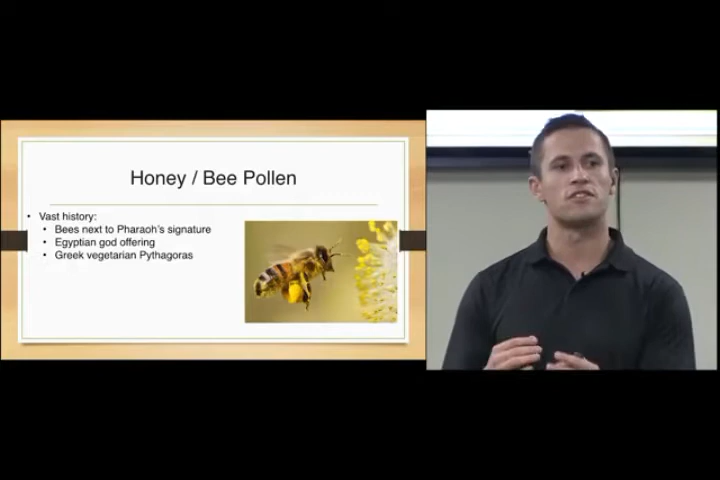 Honey / Bee Pollen
• Vast history:
• Bees next to Pharaoh's signature
• Egyptian god offering
• Greek vegetarian Pythagoras